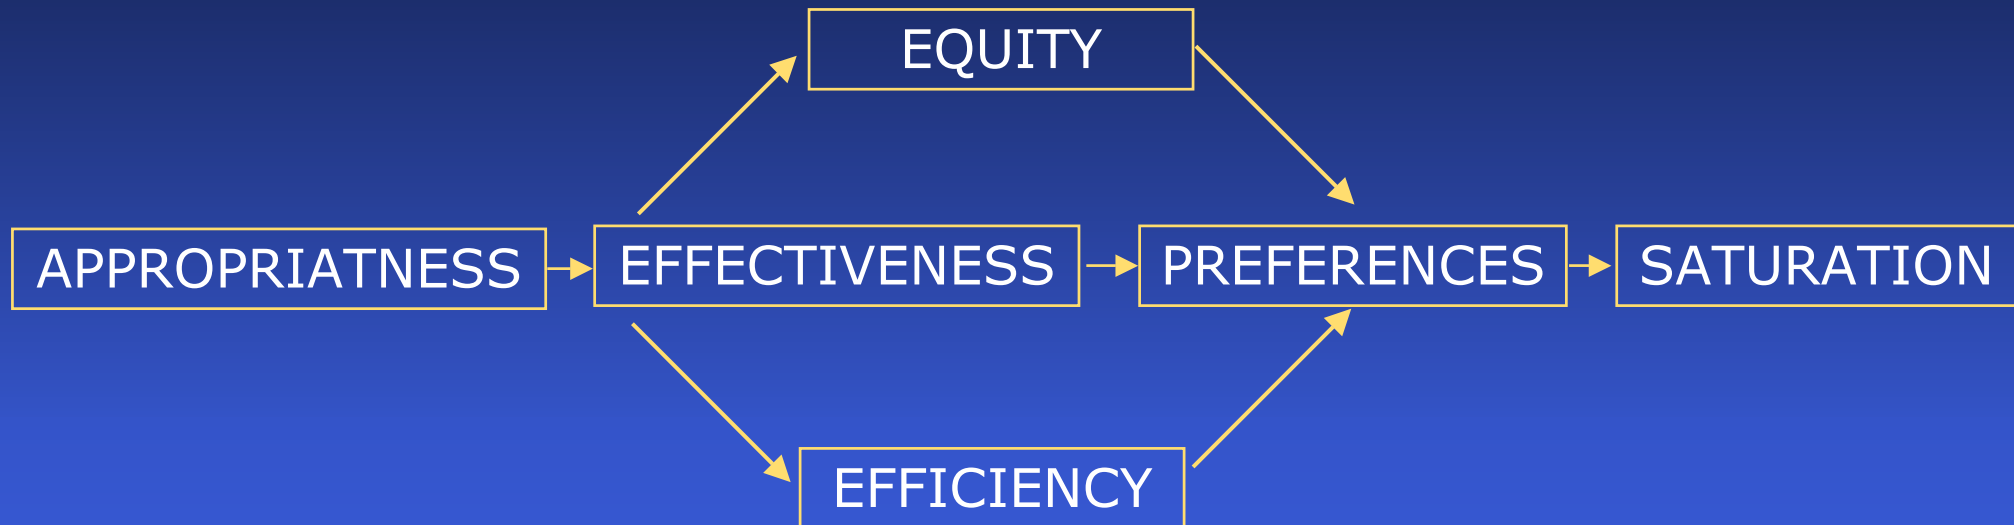 EQUITY
APPROPRIATNESS
EFFECTIVENESS
PREFERENCES
SATURATION
EFFICIENCY